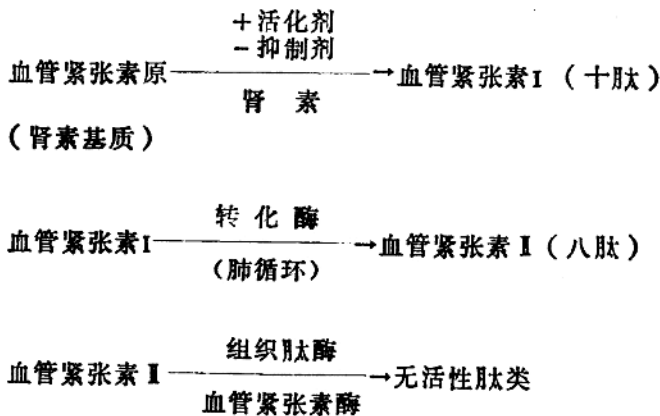 +活化剂
-抑制剂
血管紧张素原 → 血管紧张素I(十肽)
肾 素
(肾素基质)
转 化 酶
血管紧张素I → 血管紧张素Ⅱ(八肽)
(肺循环)
组织肽酶
血管紧张素Ⅱ → 无活性肽类
血管紧张素酶